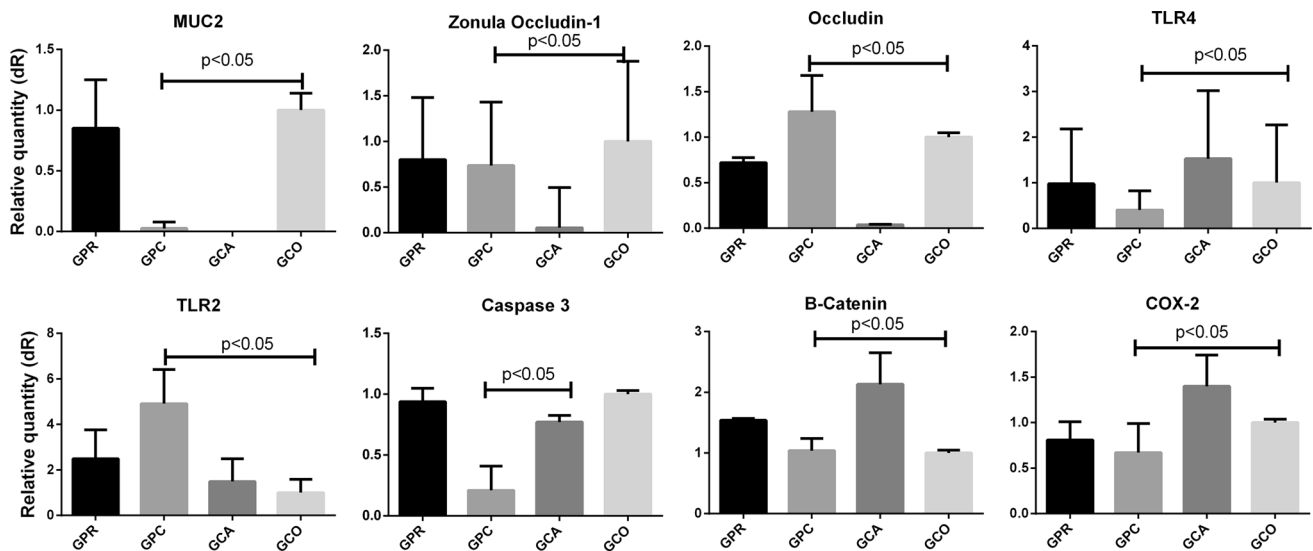 MUC2
Relative quantity (dR)
1.5
1.0
0.5
0.0
p<0.05
GPR
GPC
GCA
GCO
Zonula Occludin-1
2.0
1.5
1.0
0.5
0.0
p<0.05
GPR
GPC
GCA
GCO
Occludin
2.0
1.5
1.0
0.5
0.0
p<0.05
GPR
GPC
GCA
GCO
TLR4
4
3
2
1
0
p<0.05
GPR
GPC
GCA
GCO
TLR2
Relative quantity (dR)
8
6
4
2
0
p<0.05
GPR
GPC
GCA
GCO
Caspase 3
1.5
1.0
0.5
0.0
p<0.05
GPR
GPC
GCA
GCO
B-Catenin
3
2
1
0
p<0.05
GPR
GPC
GCA
GCO
COX-2
2.0
1.5
1.0
0.5
0.0
p<0.05
GPR
GPC
GCA
GCO